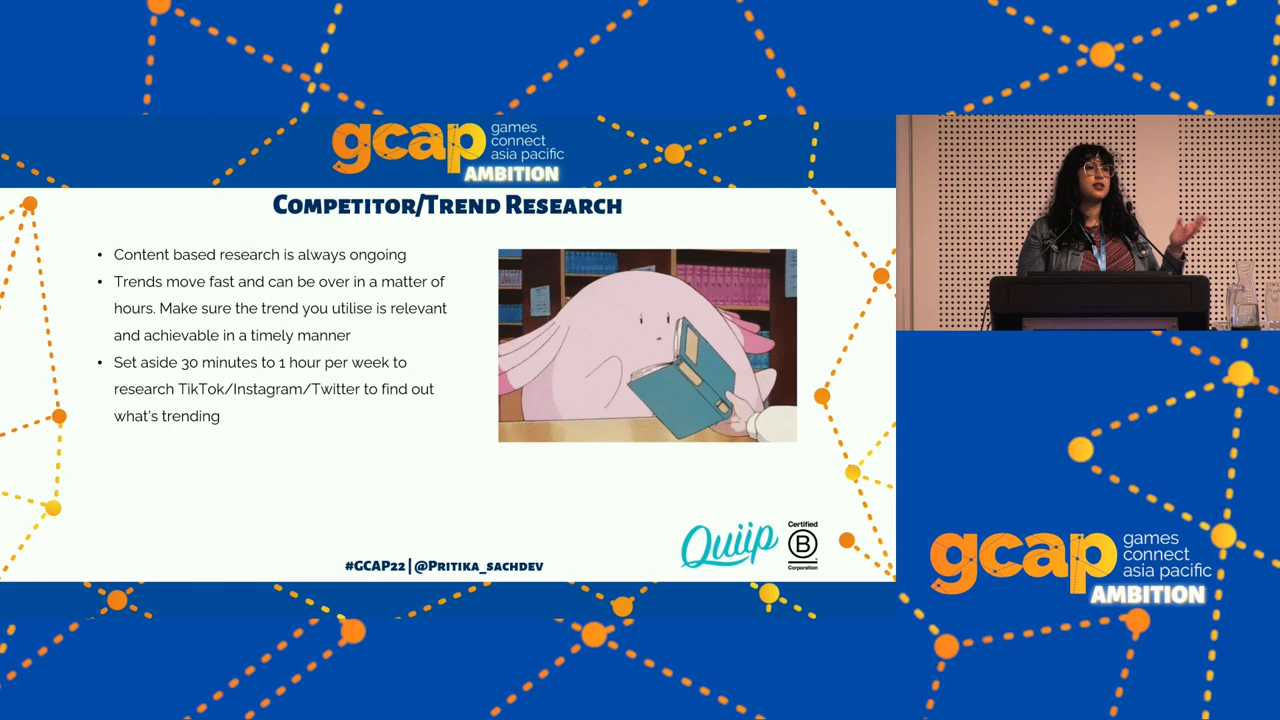 gcap
games
connect
asia pacific
AMBITION
Competitor/Trend Research
• Content based research is always ongoing
• Trends move fast and can be over in a matter of
hours. Make sure the trend you utilise is relevant
and achievable in a timely manner
• Set aside 30 minutes to 1 hour per week to
research TikTok/Instagram/Twitter to find out
what's trending
Quiip
Certified
B
Corporation
#GCAP22 | @Pritika_sachdev
gcap
games
connect
asia pacific
AMBITION